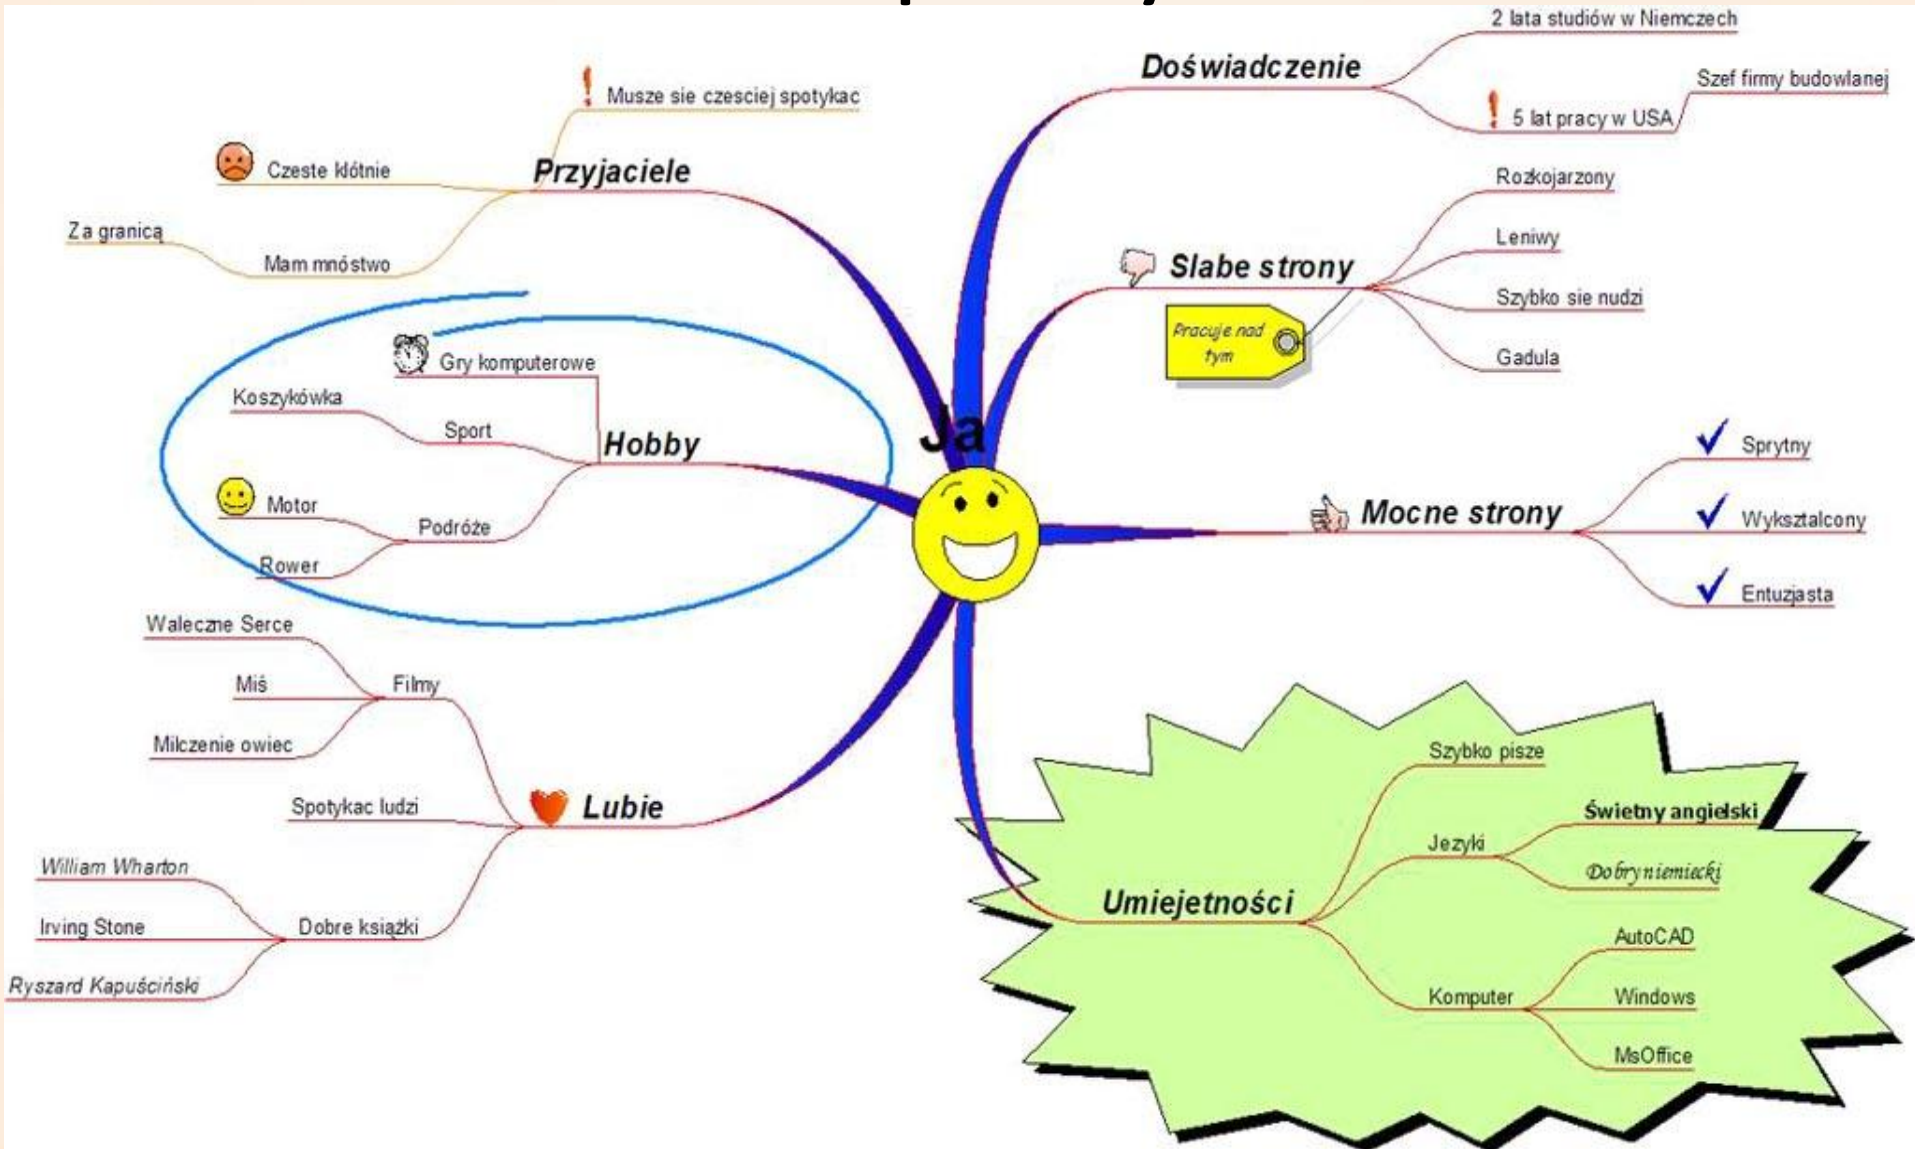 Ja
Doświadczenie
2 lata studiów w Niemczech
5 lat pracy w USA
Szef firmy budowlanej
Slabe strony
Pracuje nad
tym
Rozkojarzony
Leniwy
Szybko sie nudzi
Gadula
Mocne strony
Sprytny
Wyksztalcony
Entuzjasta
Umiejetności
Szybko pisze
Jezyki
Świetny angielski
Dobry niemiecki
Komputer
AutoCAD
Windows
MsOffice
Przyjaciele
Musze sie czesciej spotykac
Czeste klótnie
Mam mnóstwo
Za granicą
Hobby
Gry komputerowe
Sport
Koszykówka
Podróże
Motor
Rower
Lubie
Filmy
Waleczne Serce
Miś
Milczenie owiec
Spotykac ludzi
Dobre książki
William Wharton
Irving Stone
Ryszard Kapuściński